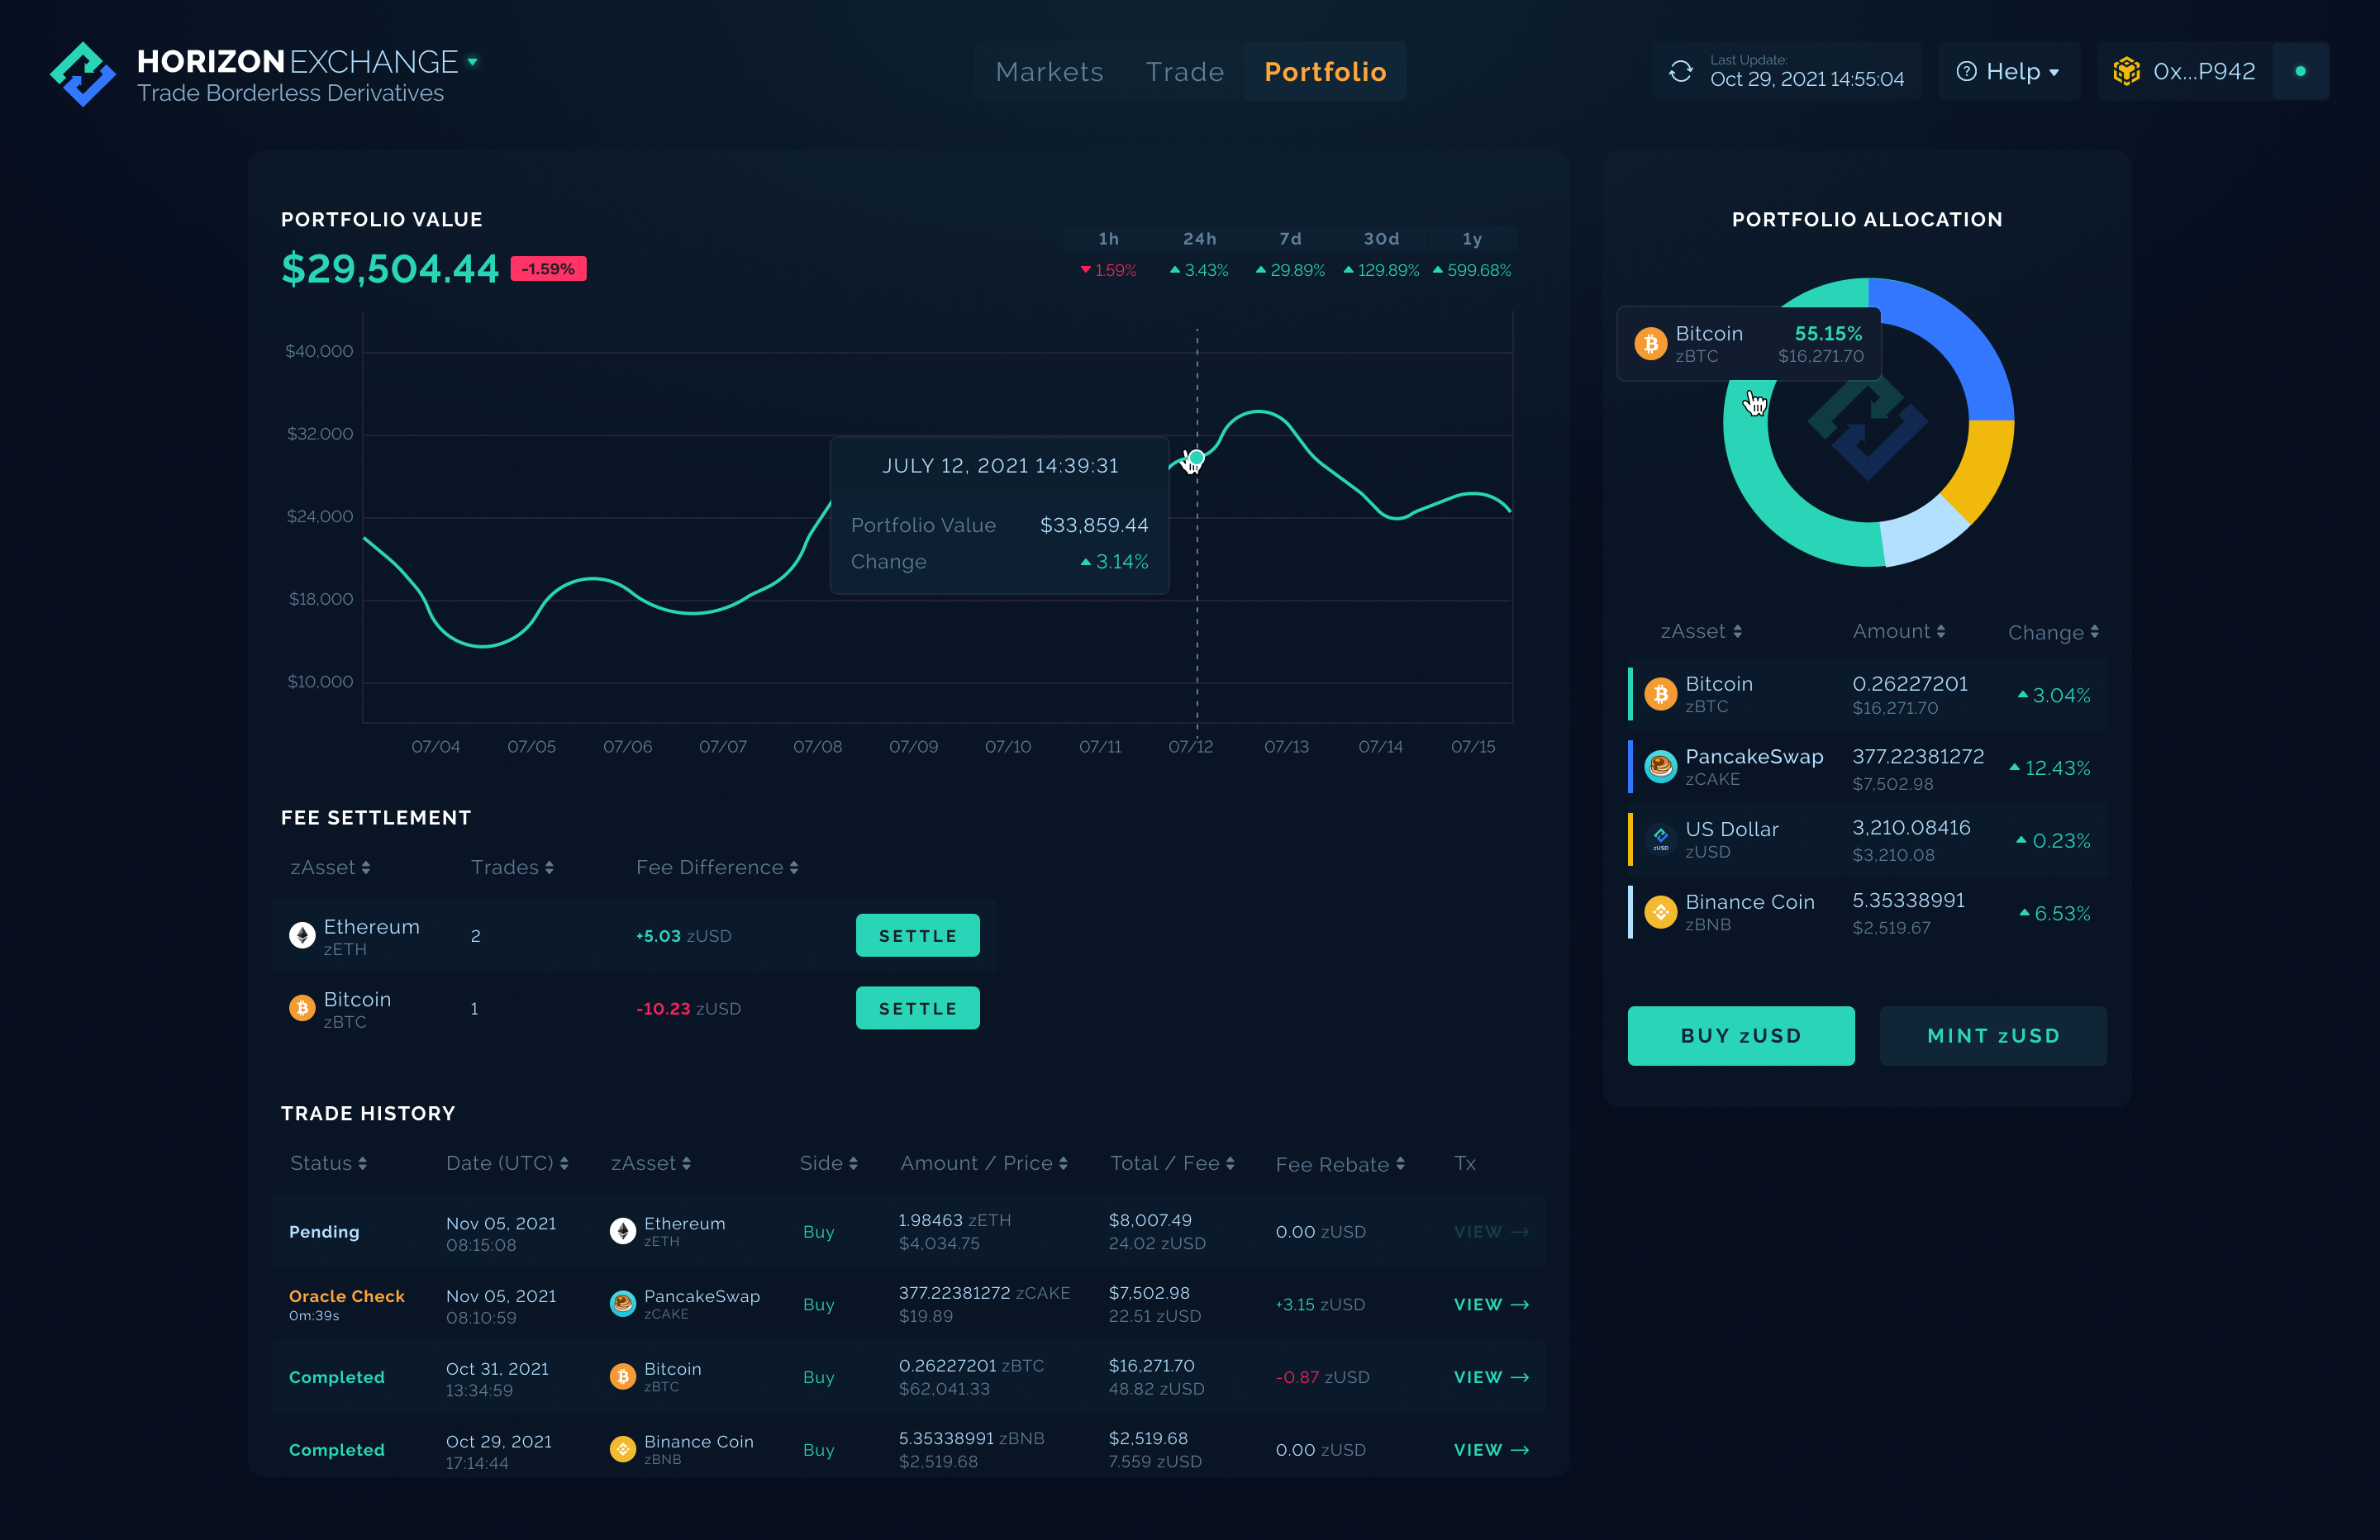 HORIZON EXCHANGE
Trade Borderless Derivatives
Markets Trade Portfolio
Last Update:
Oct 29, 2021 14:55:04
Help
0x...P942
PORTFOLIO VALUE
$29,504.44 -1.59%
1h 24h 7d 30d 1y
1.59% 3.43% 29.89% 129.89% 599.68%
$40,000
$32.000
$24,000
$18,000
$10,000
JULY 12, 2021 14:39:31
Portfolio Value $33,859.44
Change 3.14%
07/04 07/05 07/06 07/07 07/08 07/09 07/10 07/11 07/12 07/13 07/14 07/15
FEE SETTLEMENT
zAsset Trades Fee Difference
Ethereum
zETH
2 +5.03 zUSD SETTLE
Bitcoin
zBTC
1 -10.23 zUSD SETTLE
TRADE HISTORY
Status Date (UTC) zAsset Side Amount / Price Total / Fee Fee Rebate Tx
Pending
Nov 05, 2021
08:15:08
Ethereum
zETH
Buy
1.98463 zETH
$4,034.75
$8,007.49
24.02 zUSD
0.00 zUSD
VIEW →
Oracle Check
0m:39s
Nov 05, 2021
08:10:59
PancakeSwap
zCAKE
Buy
377.22381272 zCAKE
$19.89
$7,502.98
22.51 zUSD
+3.15 zUSD
VIEW →
Completed
Oct 31, 2021
13:34:59
Bitcoin
zBTC
Buy
0.26227201 zBTC
$62,041.33
$16,271.70
48.82 zUSD
-0.87 zUSD
VIEW →
Completed
Oct 29, 2021
17:14:44
Binance Coin
zBNB
Buy
5.35338991 zBNB
$2,519.68
$2,519.68
7.559 zUSD
0.00 zUSD
VIEW →
PORTFOLIO ALLOCATION
Bitcoin 55.15%
zBTC $16,271.70
zAsset Amount Change
Bitcoin
zBTC
0.26227201
$16,271.70
3.04%
PancakeSwap
zCAKE
377.22381272
$7,502.98
12.43%
zUSD
US Dollar
zUSD
3,210.08416
$3,210.08
0.23%
Binance Coin
zBNB
5.35338991
$2,519.67
6.53%
BUY zUSD MINT zUSD